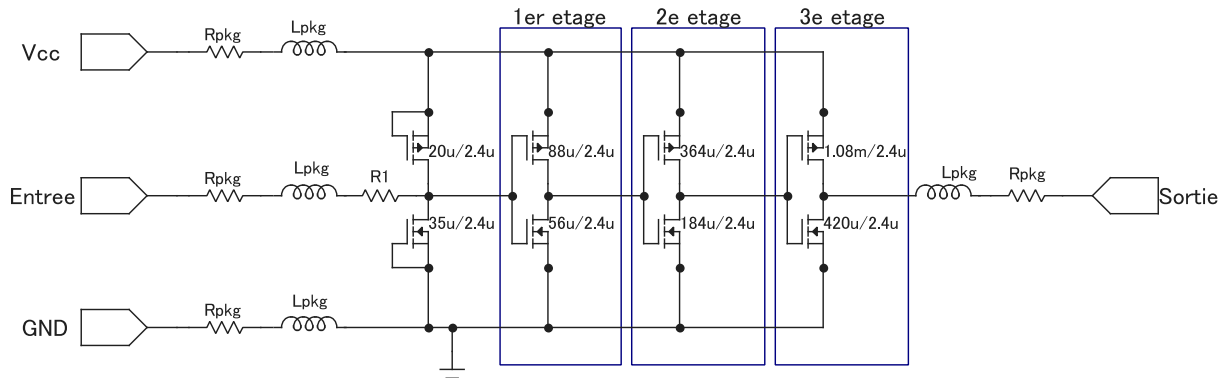 1er etage
2e etage
3e etage
Vcc
Rpkg
Lpkg
20u/2.4u
88u/2.4u
364u/2.4u
1.08m/2.4u
Entree
Rpkg
Lpkg
R1
Lpkg
Rpkg
Sortie
35u/2.4u
56u/2.4u
184u/2.4u
420u/2.4u
GND
Rpkg
Lpkg